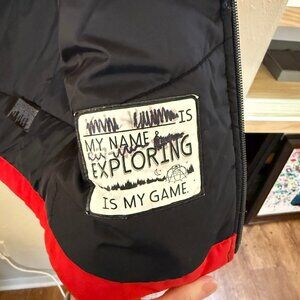 IS
MY NAME &
EXPLORING
IS MY GAME.